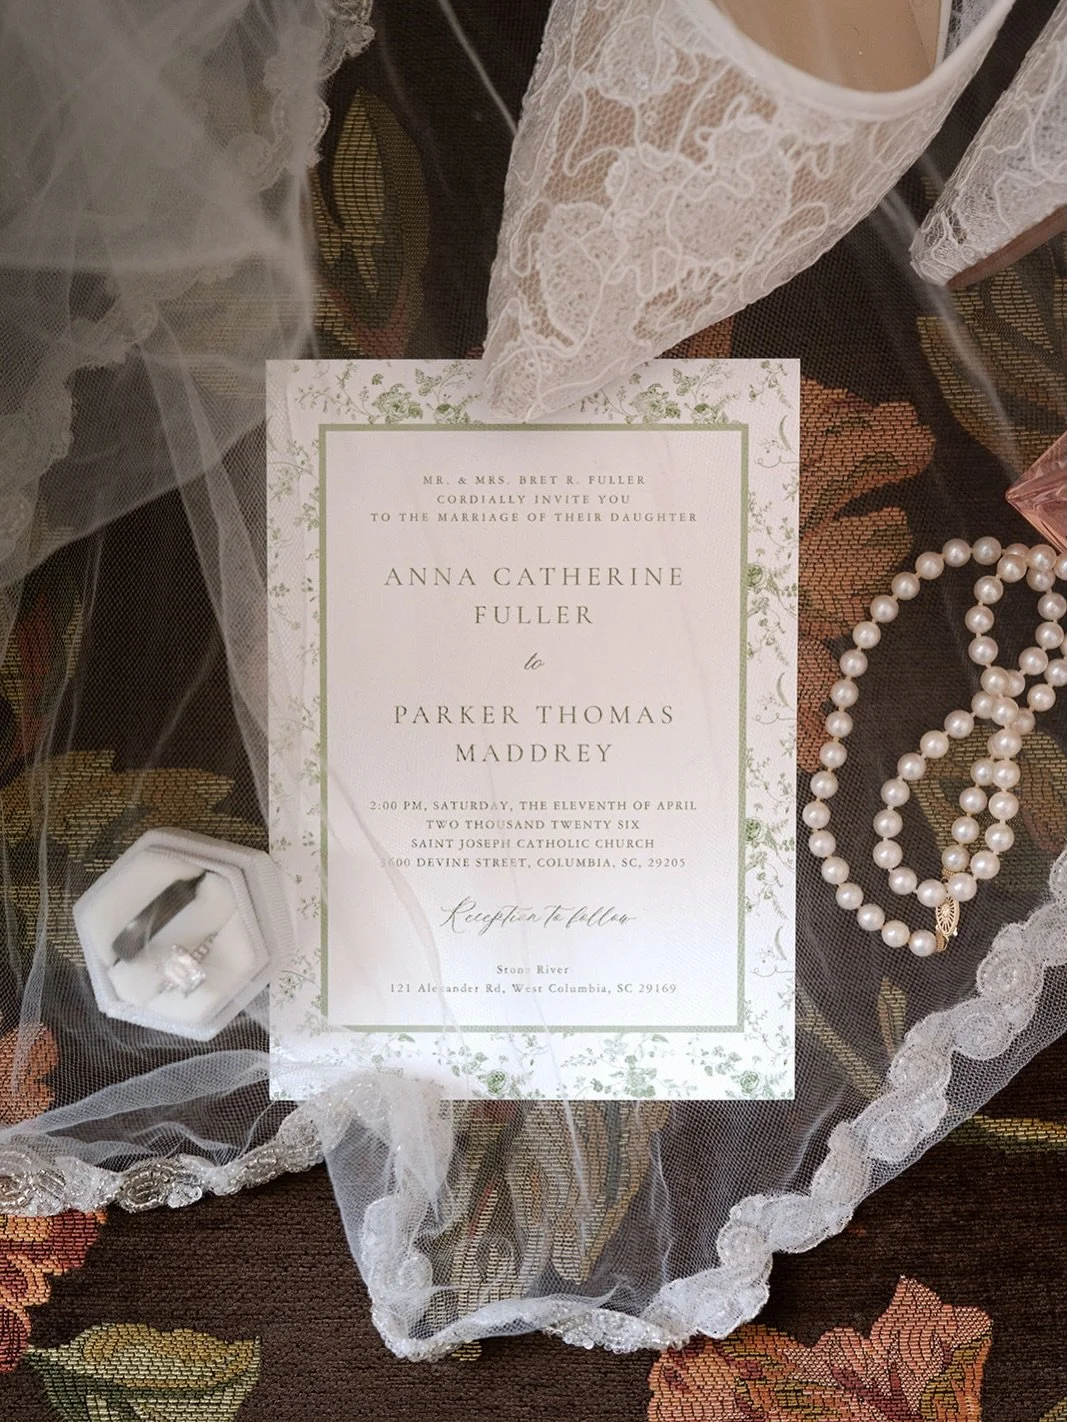 MR. & MRS. BRET R. FULLER
CORDIALLY INVITE YOU
TO THE MARRIAGE OF THEIR DAUGHTER
ANNA CATHERINE
FULLER
to
PARKER THOMAS
MADDREY
2:00 PM, SATURDAY, THE ELEVENTH OF APRIL
TWO THOUSAND TWENTY SIX
SAINT JOSEPH CATHOLIC CHURCH
3600 DEVINE STREET, COLUMBIA, SC, 29205
Reception to follow
Stone River
121 Alexander Rd, West Columbia, SC 29169